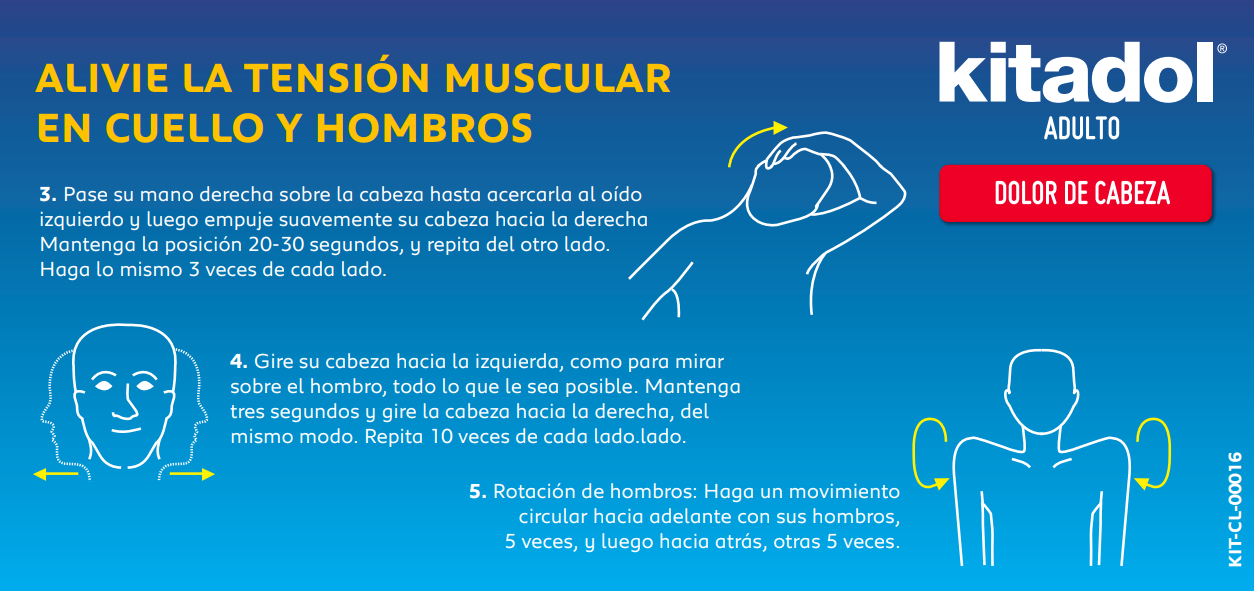 ALIVIE LA TENSIÓN MUSCULAR
EN CUELLO Y HOMBROS
kitadol®
ADULTO
DOLOR DE CABEZA
3. Pase su mano derecha sobre la cabeza hasta acercarla al oído
izquierdo y luego empuje suavemente su cabeza hacia la derecha
Mantenga la posición 20-30 segundos, y repita del otro lado.
Haga lo mismo 3 veces de cada lado.
4. Gire su cabeza hacia la izquierda, como para mirar
sobre el hombro, todo lo que le sea posible. Mantenga
tres segundos y gire la cabeza hacia la derecha, del
mismo modo. Repita 10 veces de cada lado.lado.
5. Rotación de hombros: Haga un movimiento
circular hacia adelante con sus hombros,
5 veces, y luego hacia atrás, otras 5 veces.
KIT-CL-00016